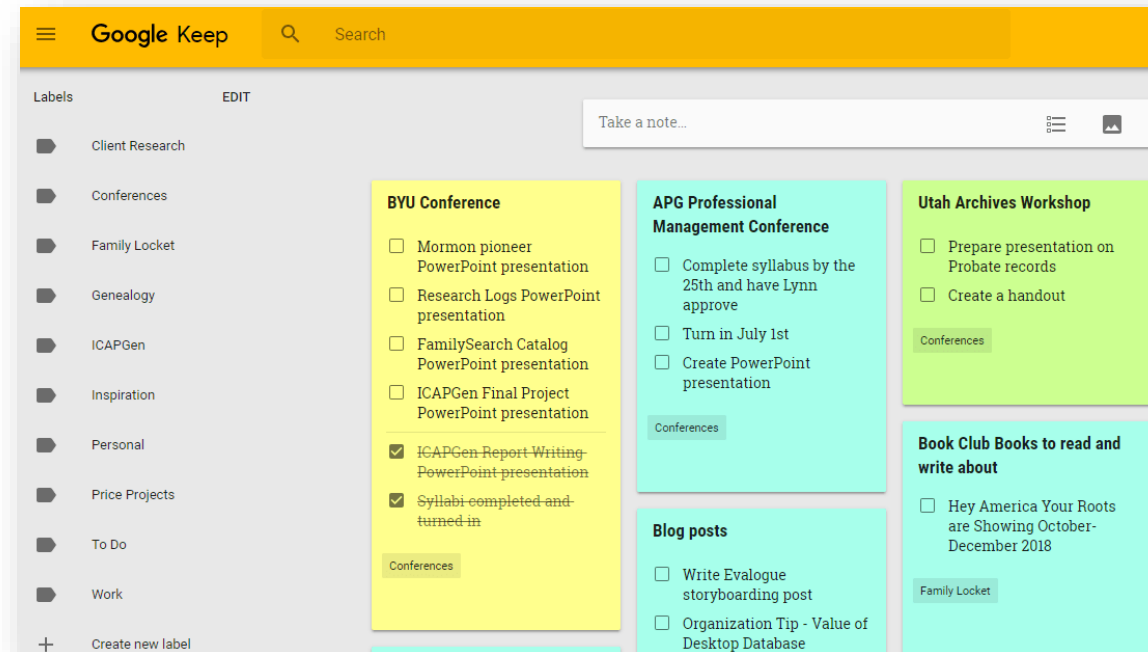 Google Keep
Search
Labels
EDIT
Client Research
Conferences
Family Locket
Genealogy
ICAPGen
Inspiration
Personal
Price Projects
To Do
Work
Create new label
Take a note...
BYU Conference
Mormon pioneer
PowerPoint presentation
Research Logs PowerPoint
presentation
FamilySearch Catalog
PowerPoint presentation
ICAPGen Final Project
PowerPoint presentation
ICAPGen Report Writing
PowerPoint presentation
Syllabi completed and
turned in
Conferences
APG Professional
Management Conference
Complete syllabus by the
25th and have Lynn
approve
Turn in July 1st
Create PowerPoint
presentation
Conferences
Blog posts
Write Evalogue
storyboarding post
Organization Tip - Value of
Desktop Database
Utah Archives Workshop
Prepare presentation on
Probate records
Create a handout
Conferences
Book Club Books to read and
write about
Hey America Your Roots
are Showing October-
December 2018
Family Locket